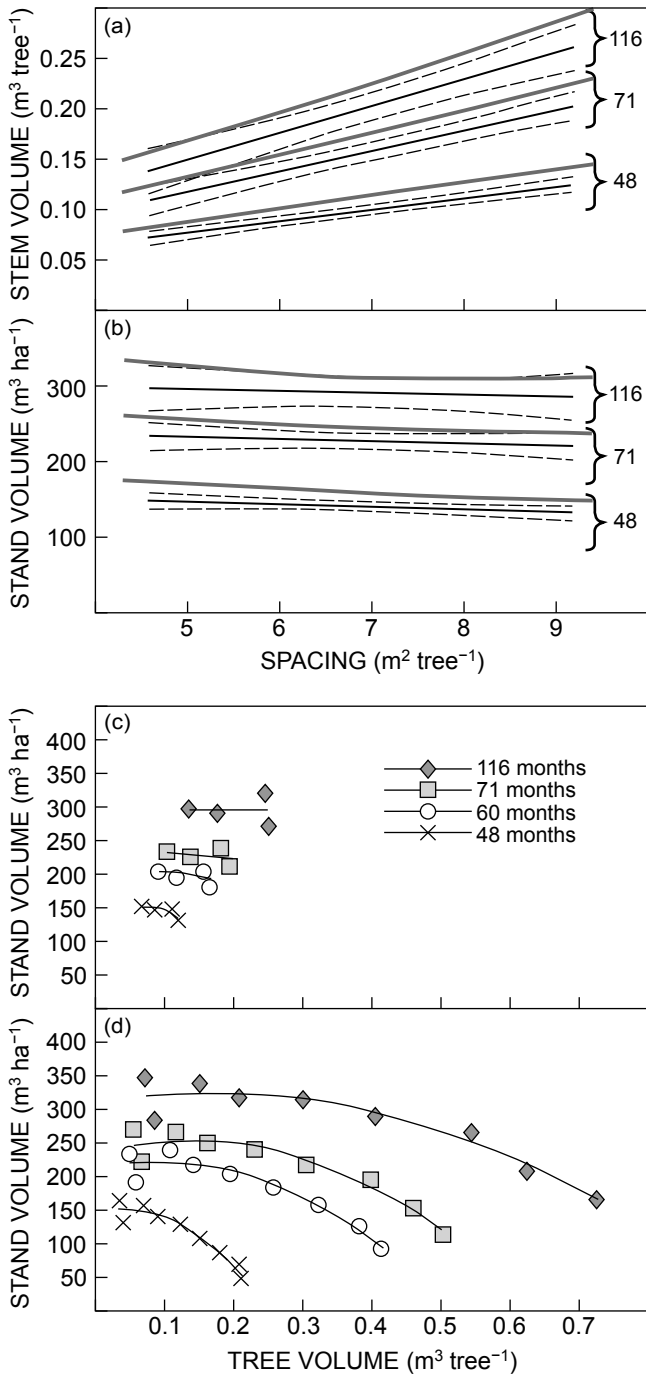 (a)
STEM VOLUME (m³ tree⁻¹)
0.25
0.20
0.15
0.10
0.05
116
71
48
(b)
STAND VOLUME (m³ ha⁻¹)
300
200
100
116
71
48
5 6 7 8 9
SPACING (m² tree⁻¹)
(c)
STAND VOLUME (m³ ha⁻¹)
400
350
300
250
200
150
100
50
116 months
71 months
60 months
48 months
(d)
STAND VOLUME (m³ ha⁻¹)
400
350
300
250
200
150
100
50
0.1 0.2 0.3 0.4 0.5 0.6 0.7
TREE VOLUME (m³ tree⁻¹)